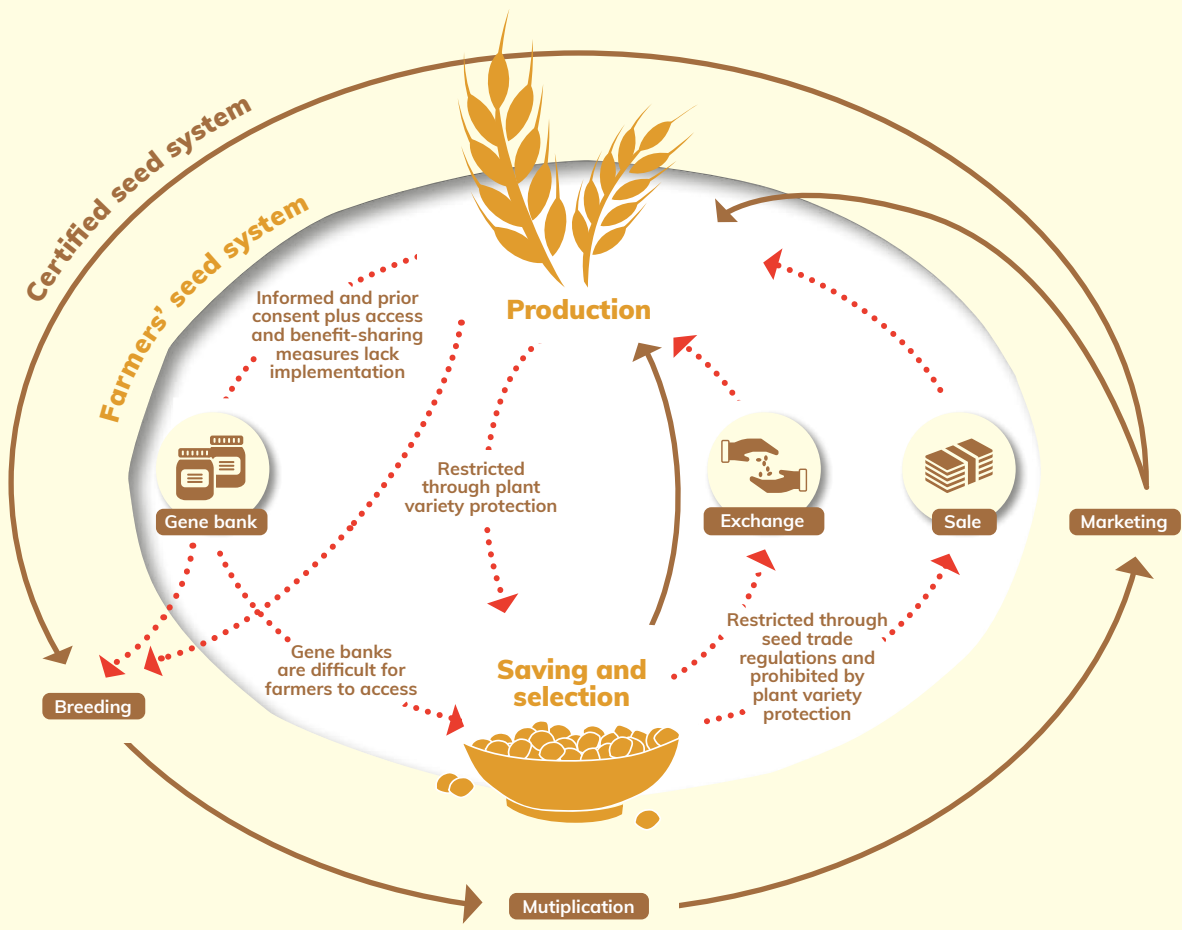 Certified seed system
Farmers' seed system
Informed and prior
consent plus access
and benefit-sharing
measures lack
implementation
Production
Gene bank
Restricted
through plant
variety protection
Exchange
Sale
Marketing
Gene banks
are difficult for
farmers to access
Saving and
selection
Restricted through
seed trade
regulations and
prohibited by
plant variety
protection
Breeding
Mutiplication